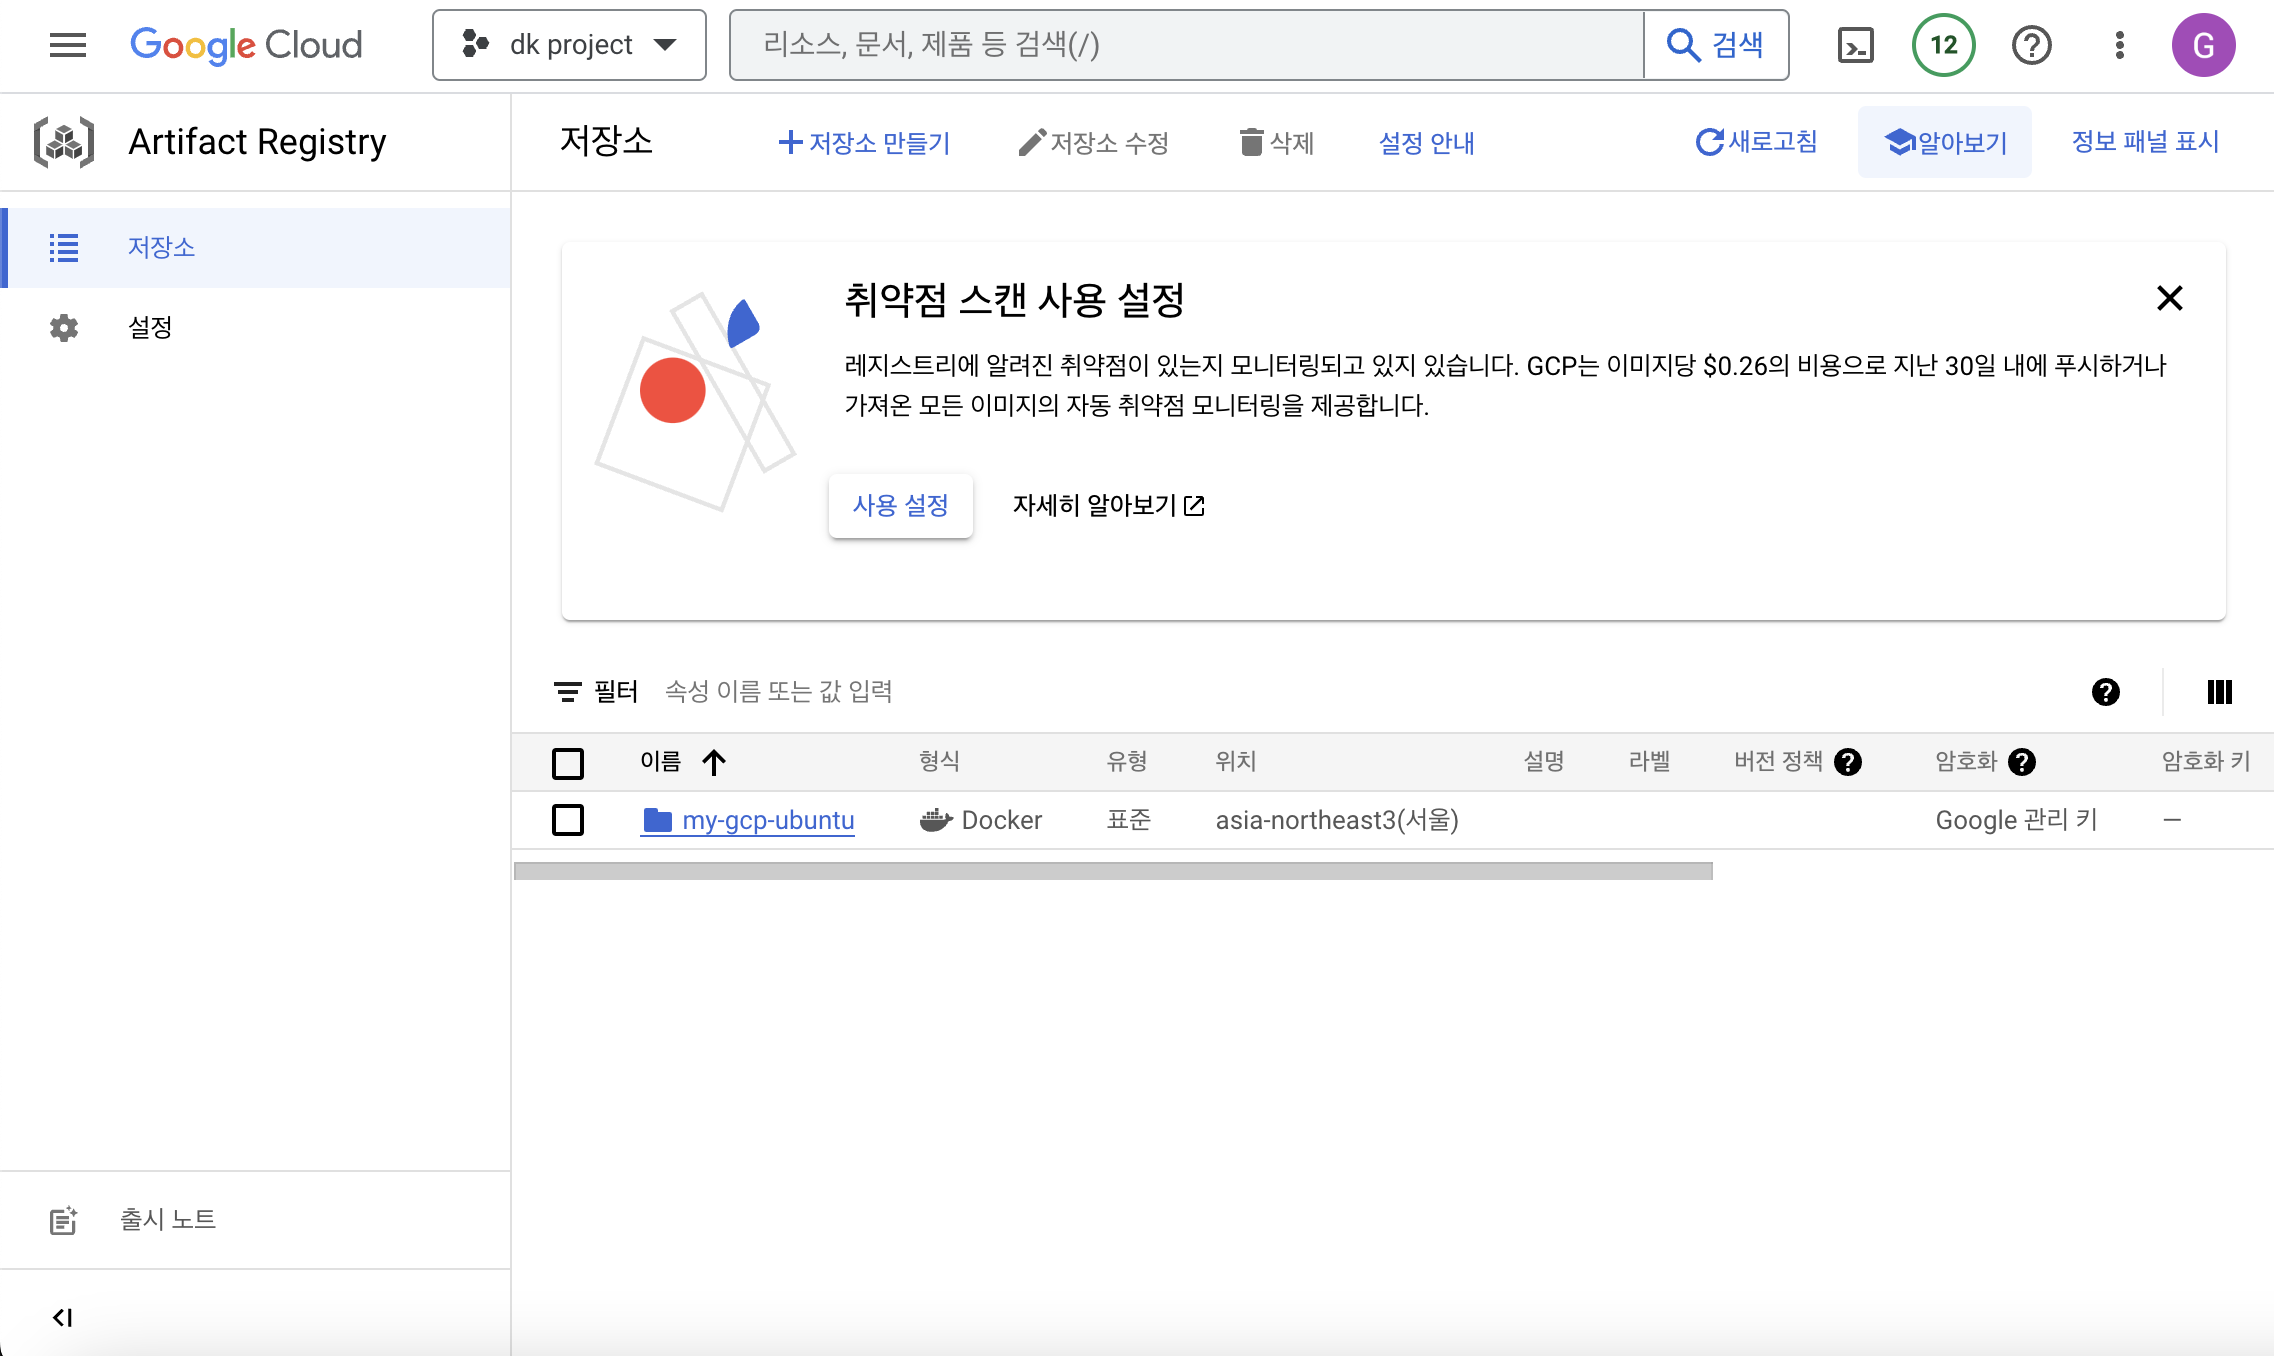 Google Cloud
dk project
리소스, 문서, 제품 등 검색(/)
검색
12
G
Artifact Registry
저장소
저장소 만들기
저장소 수정
삭제
설정 안내
새로고침
알아보기
정보 패널 표시
저장소
설정
취약점 스캔 사용 설정
레지스트리에 알려진 취약점이 있는지 모니터링되고 있지 있습니다. GCP는 이미지당 $0.26의 비용으로 지난 30일 내에 푸시하거나
가져온 모든 이미지의 자동 취약점 모니터링을 제공합니다.
사용 설정
자세히 알아보기
필터
속성 이름 또는 값 입력
이름
형식
유형
위치
설명
라벨
버전 정책
암호화
암호화 키
my-gcp-ubuntu
Docker
표준
asia-northeast3(서울)
Google 관리 키
—
출시 노트